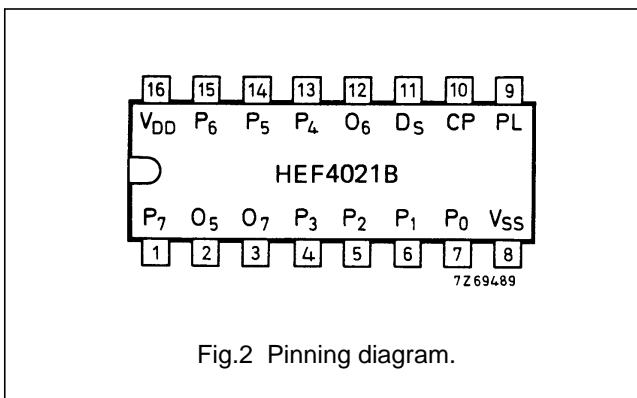 16 15 14 13 12 11 10 9
VDD P6 P5 P4 O6 DS CP PL
HEF4021B
P7 O5 O7 P3 P2 P1 P0 VSS
1 2 3 4 5 6 7 8
7Z69489
Fig.2 Pinning diagram.